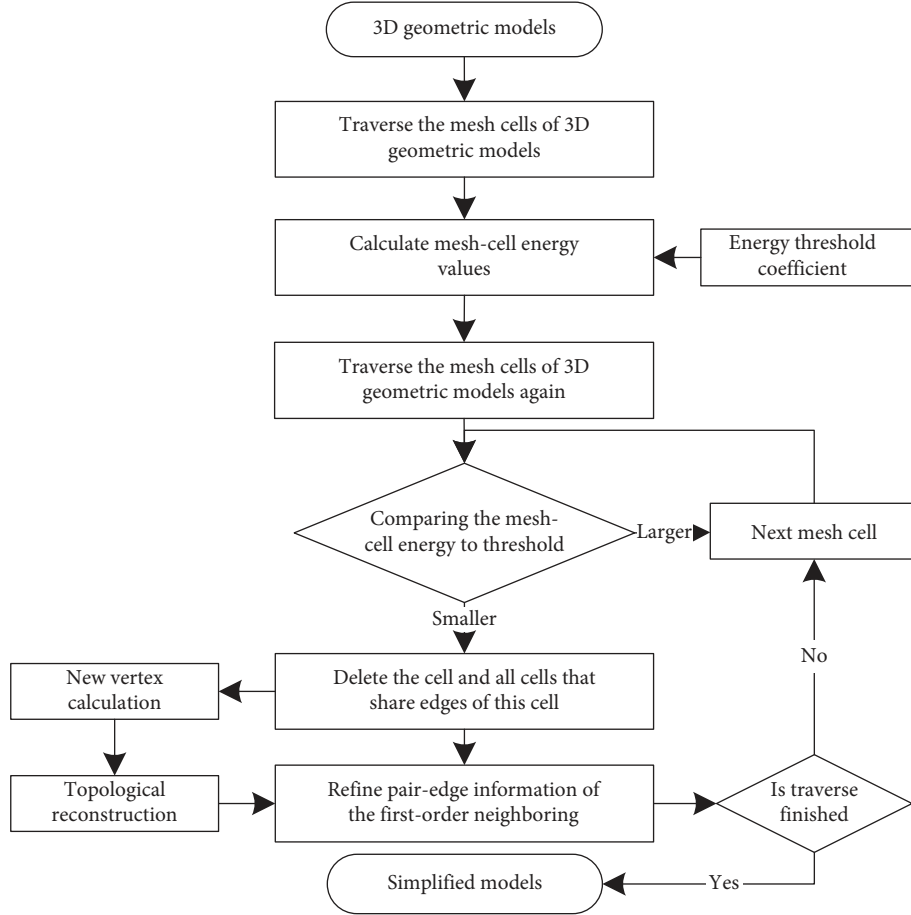 3D geometric models
Traverse the mesh cells of 3D
geometric models
Calculate mesh-cell energy
values
Energy threshold
coefficient
Traverse the mesh cells of 3D
geometric models again
Comparing the mesh-
cell energy to threshold
Larger
Next mesh cell
Smaller
No
New vertex
calculation
Delete the cell and all cells that
share edges of this cell
Topological
reconstruction
Refine pair-edge information of
the first-order neighboring
Is traverse
finished
Simplified models
Yes